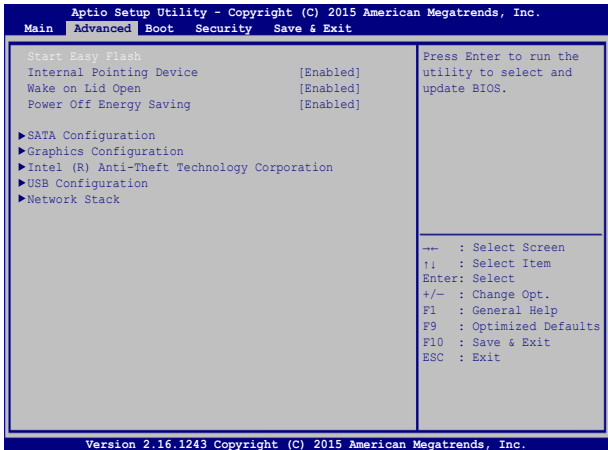 Aptio Setup Utility - Copyright (C) 2015 American Megatrends, Inc.
Main Advanced Boot Security Save & Exit
Start Easy Flash
Internal Pointing Device [Enabled]
Wake on Lid Open [Enabled]
Power Off Energy Saving [Enabled]
▶SATA Configuration
▶Graphics Configuration
▶Intel (R) Anti-Theft Technology Corporation
▶USB Configuration
▶Network Stack
Press Enter to run the
utility to select and
update BIOS.
→← : Select Screen
↑↓ : Select Item
Enter: Select
+/— : Change Opt.
F1 : General Help
F9 : Optimized Defaults
F10 : Save & Exit
ESC : Exit
Version 2.16.1243 Copyright (C) 2015 American Megatrends, Inc.